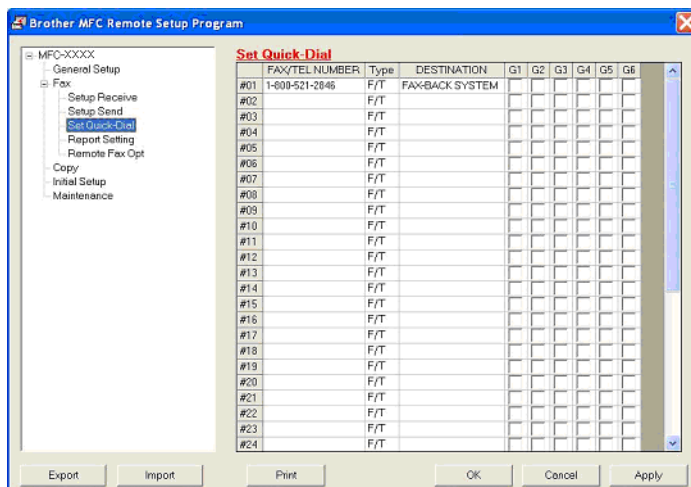 Brother MFC Remote Setup Program
MFC-XXXX
General Setup
Fax
Setup Receive
Setup Send
Set Quick-Dial
Report Setting
Remote Fax Opt
Copy
Initial Setup
Maintenance
Set Quick-Dial
FAX/TEL NUMBER Type DESTINATION G1 G2 G3 G4 G5 G6
#01 1-800-521-2846 F/T FAX-BACK SYSTEM
#02 F/T
#03 F/T
#04 F/T
#05 F/T
#06 F/T
#07 F/T
#08 F/T
#09 F/T
#10 F/T
#11 F/T
#12 F/T
#13 F/T
#14 F/T
#15 F/T
#16 F/T
#17 F/T
#18 F/T
#19 F/T
#20 F/T
#21 F/T
#22 F/T
#23 F/T
#24 F/T
Export Import Print OK Cancel Apply